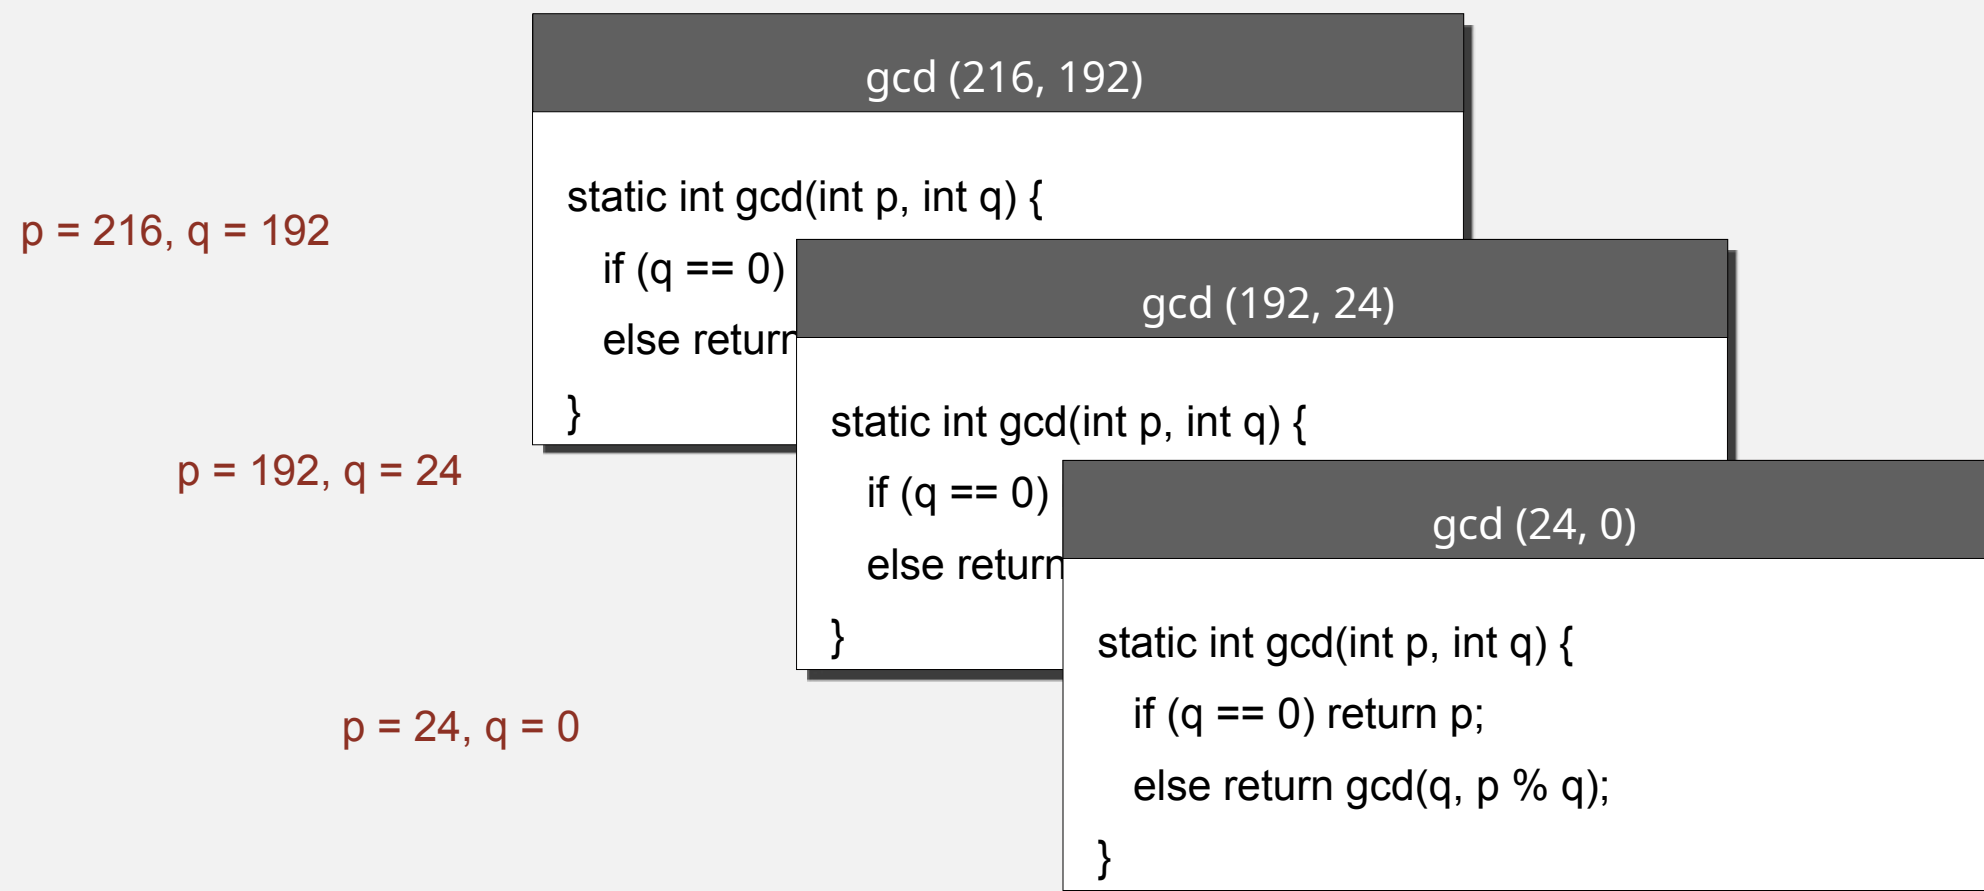 gcd (216, 192)
static int gcd(int p, int q) {
p = 216, q = 192
if (q == 0)
else return
}
gcd (192, 24)
static int gcd(int p, int q) {
p = 192, q = 24
if (q == 0)
else return
}
gcd (24, 0)
static int gcd(int p, int q) {
p = 24, q = 0
if (q == 0) return p;
else return gcd(q, p % q);
}